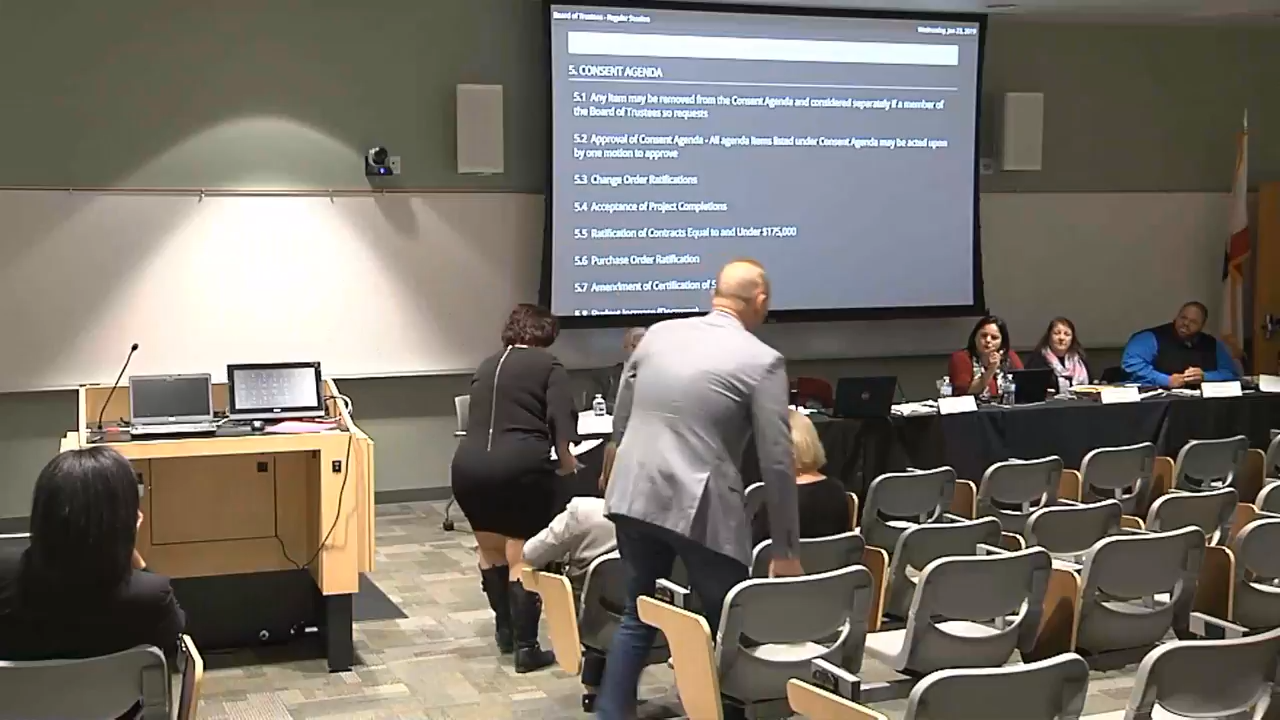 Board of Trustees - Regular Session
Wednesday, Jan 23, 2019
5. CONSENT AGENDA
5.1 Any item may be removed from the Consent Agenda and considered separately if a member of
the Board of Trustees so requests
5.2 Approval of Consent Agenda - All agenda items listed under Consent Agenda may be acted upon
by one motion to approve
5.3 Change Order Ratifications
5.4 Acceptance of Project Completions
5.5 Ratification of Contracts Equal to and Under $175,000
5.6 Purchase Order Ratification
5.7 Amendment of Certification of